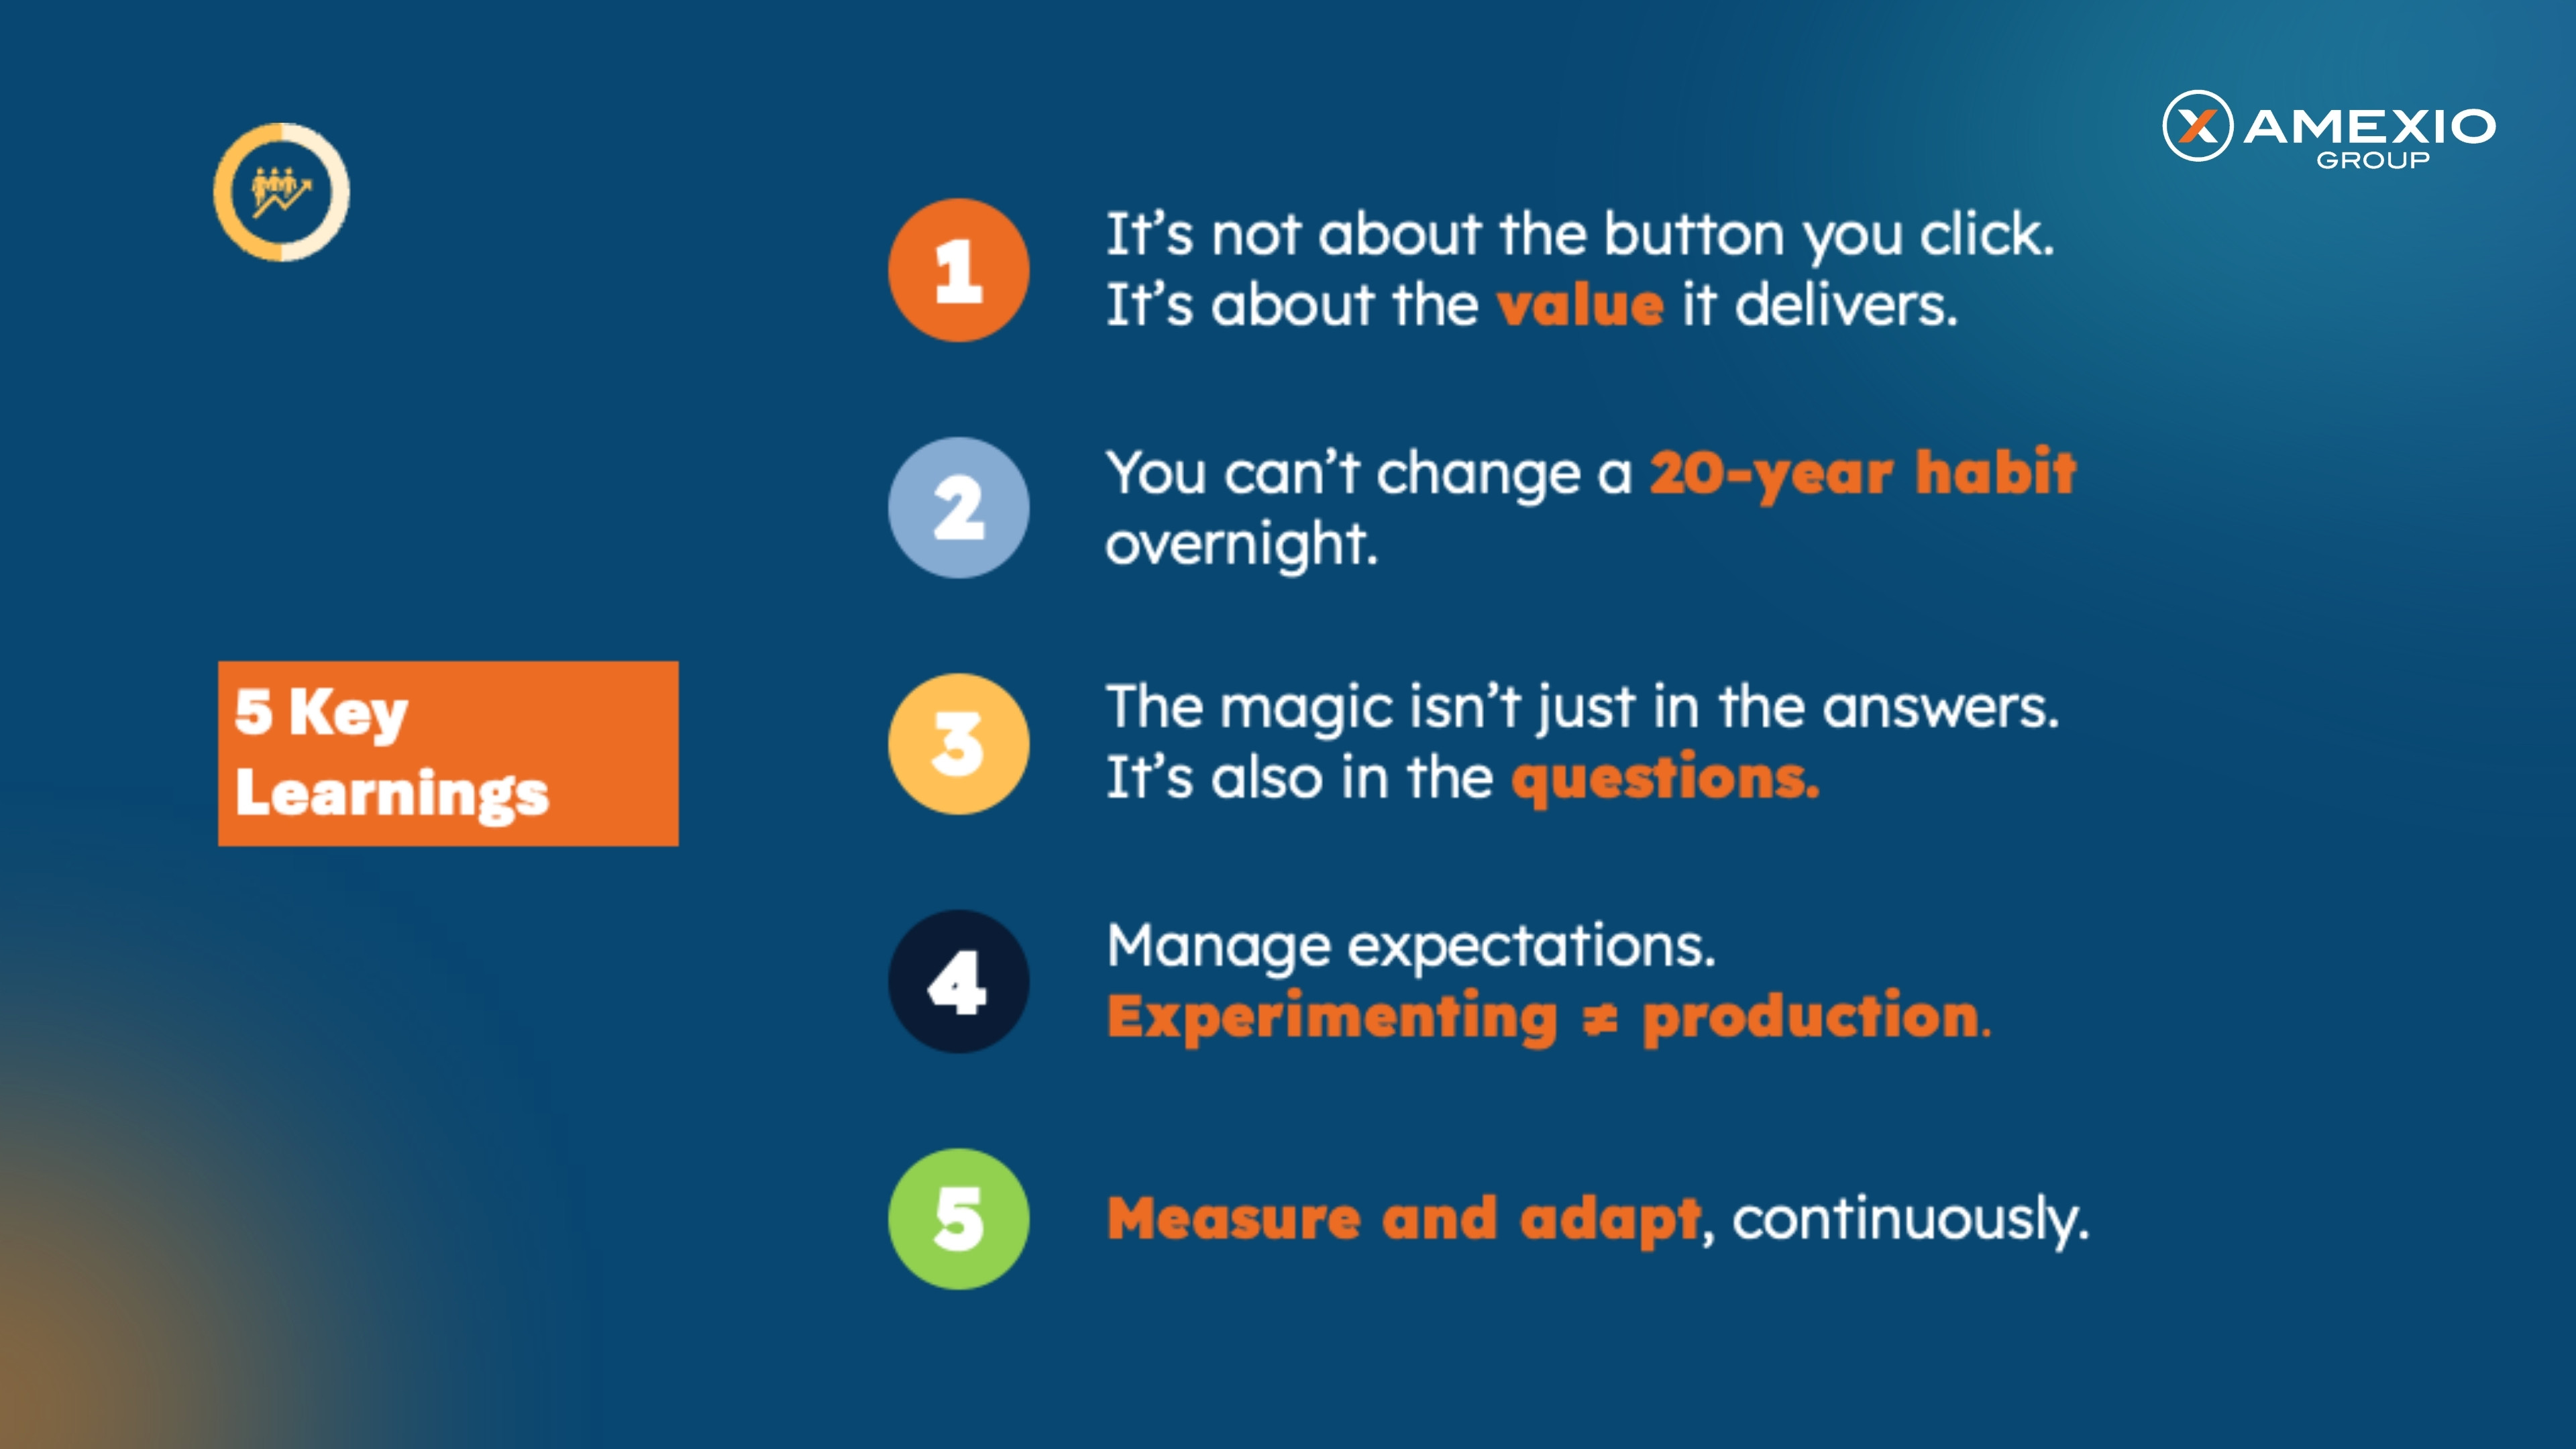 AMEXIO
GROUP
5 Key
Learnings
1
It’s not about the button you click.
It’s about the value it delivers.
2
You can’t change a 20-year habit
overnight.
3
The magic isn’t just in the answers.
It’s also in the questions.
4
Manage expectations.
Experimenting ≠ production.
5
Measure and adapt, continuously.